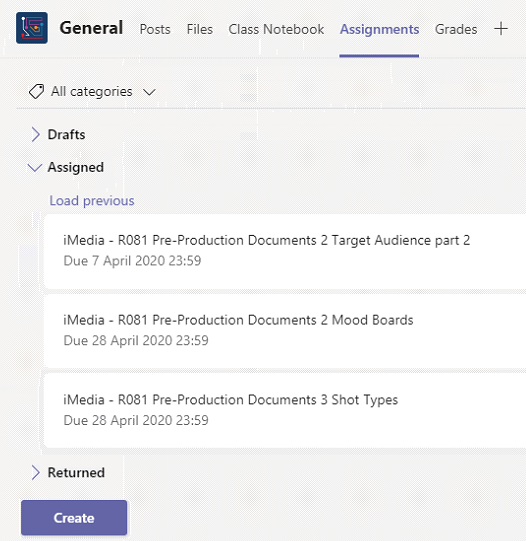 General Posts Files Class Notebook Assignments Grades
All categories
Drafts
Assigned
Load previous
iMedia - R081 Pre-Production Documents 2 Target Audience part 2
Due 7 April 2020 23:59
iMedia - R081 Pre-Production Documents 2 Mood Boards
Due 28 April 2020 23:59
iMedia - R081 Pre-Production Documents 3 Shot Types
Due 28 April 2020 23:59
Returned
Create